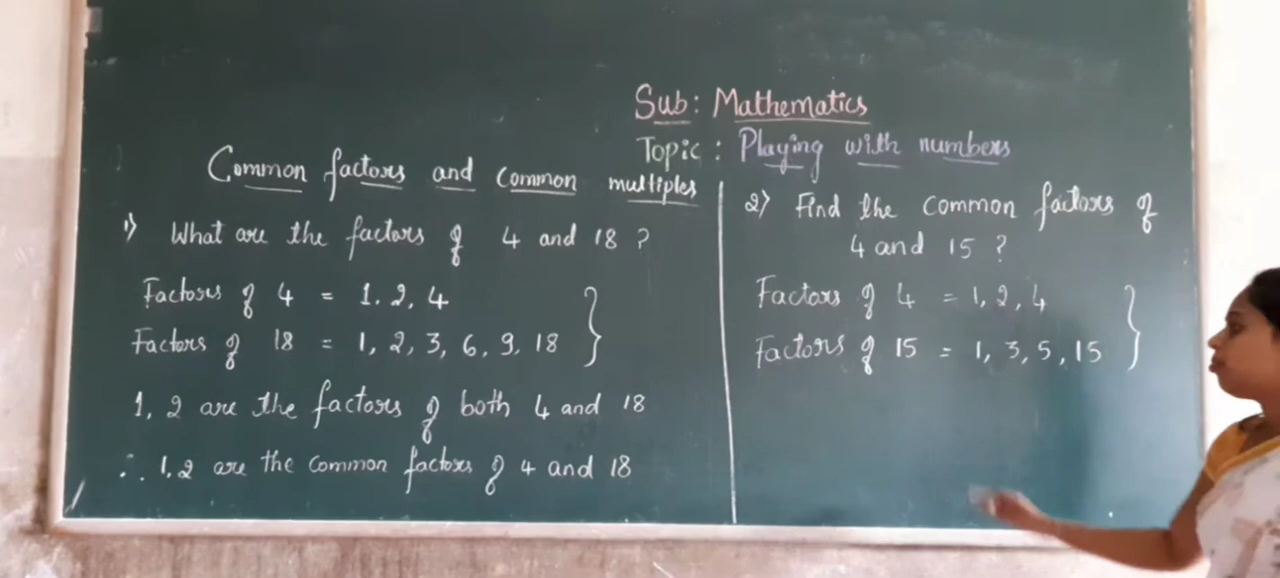 Sub: Mathematics
Topic: Playing with numbers
Common factors and common multiples
1) What are the factors of 4 and 18 ?
Factors of 4 = 1, 2, 4
Factors of 18 = 1, 2, 3, 6, 9, 18
1, 2 are the factors of both 4 and 18
∴ 1, 2 are the common factors of 4 and 18
2) Find the common factors of
4 and 15 ?
Factors of 4 = 1, 2, 4
Factors of 15 = 1, 3, 5, 15